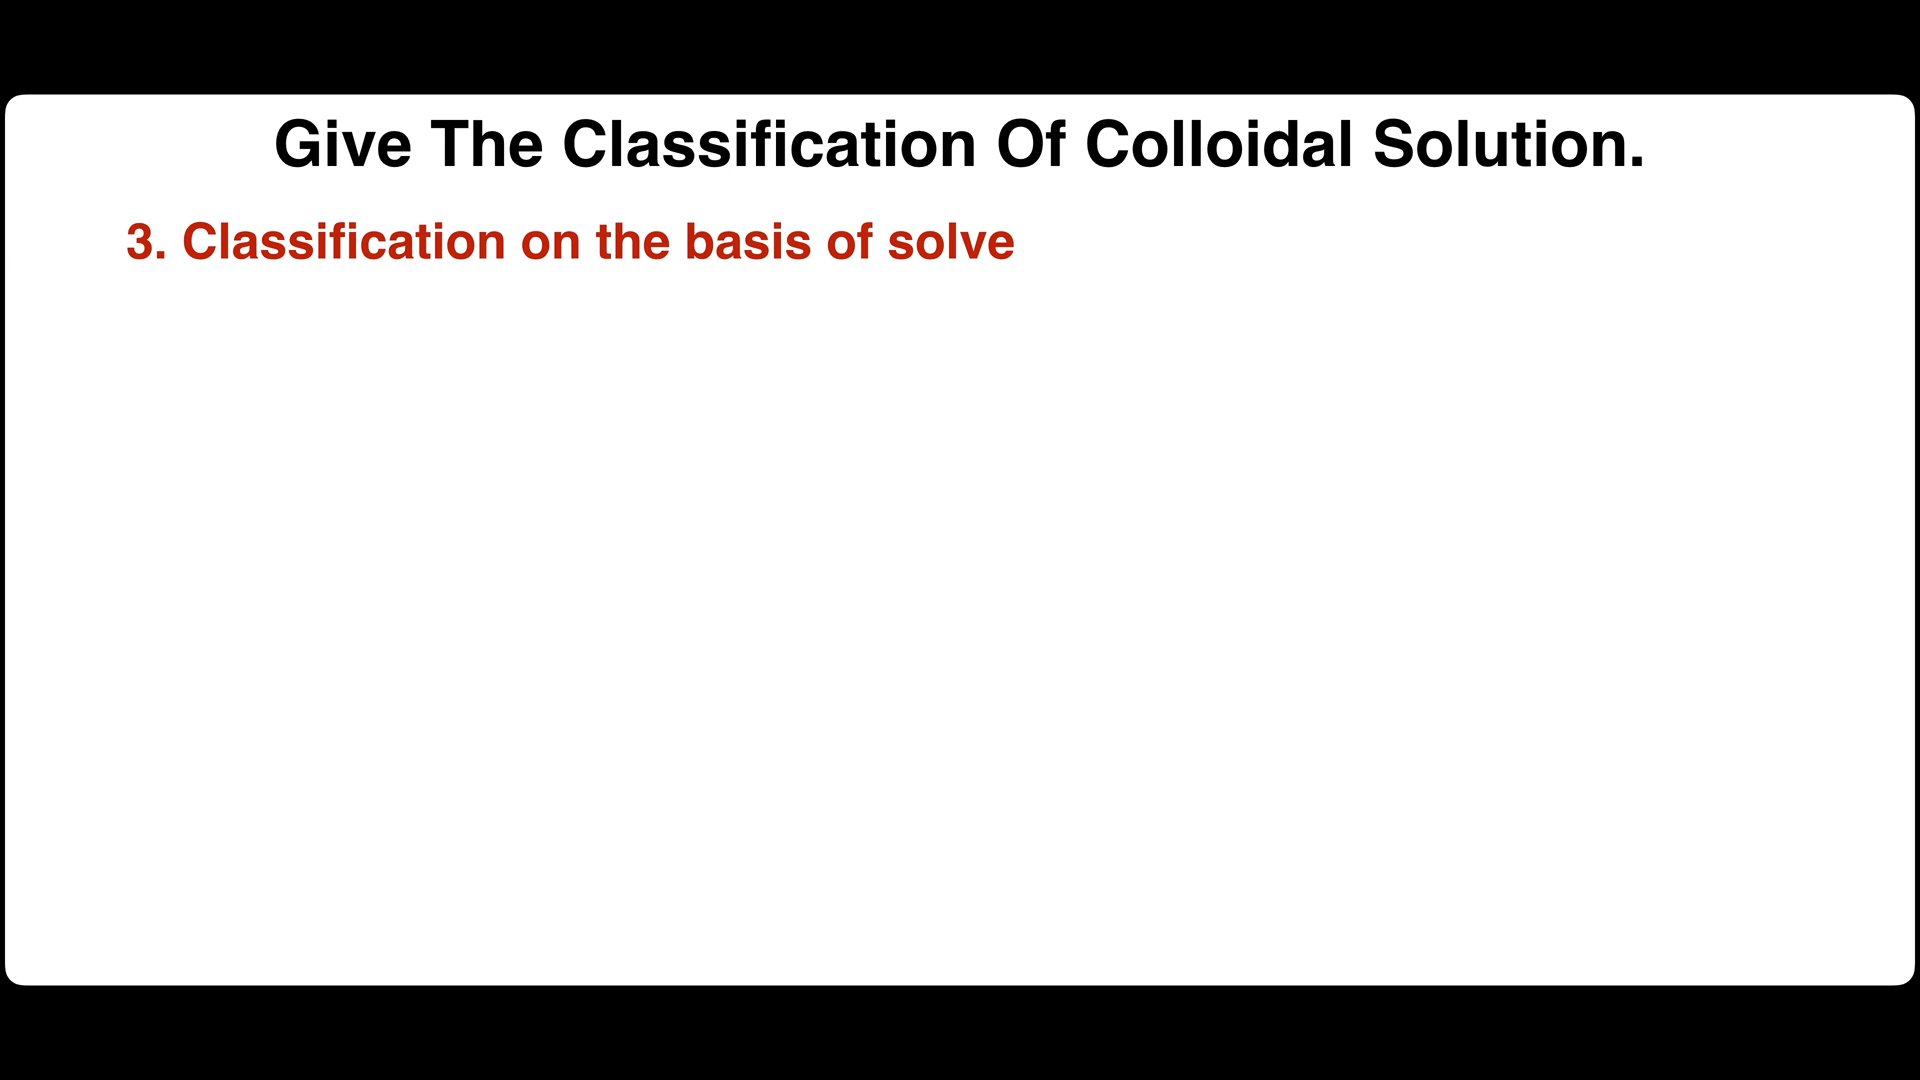 Give The Classification Of Colloidal Solution.
3. Classification on the basis of solve